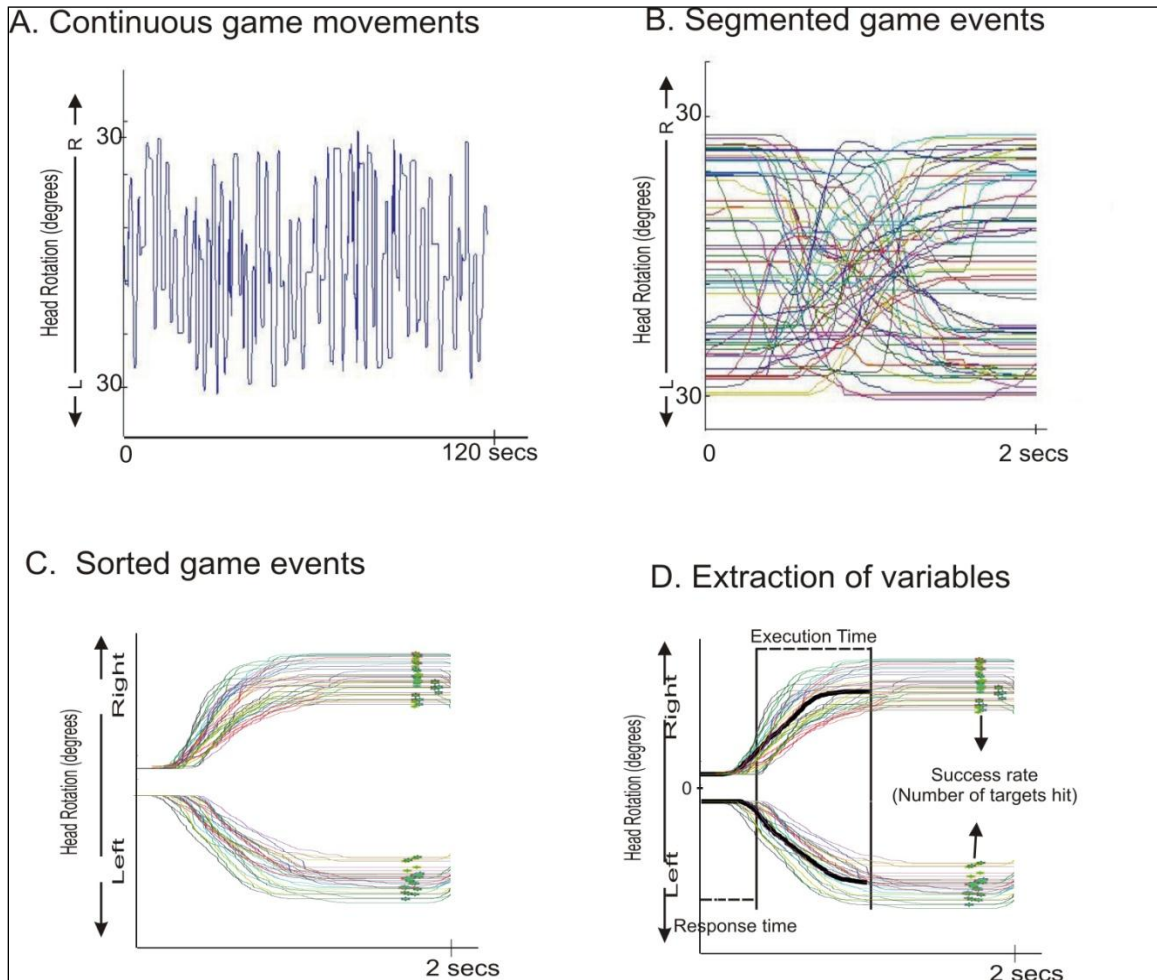 A. Continuous game movements
Head Rotation (degrees)
R
30
L
30
0
120 secs
B. Segmented game events
Head Rotation (degrees)
R
30
L
30
0
2 secs
C. Sorted game events
Head Rotation (degrees)
Right
Left
2 secs
D. Extraction of variables
Head Rotation (degrees)
Right
0
Left
Execution Time
Success rate
(Number of targets hit)
Response time
2 secs